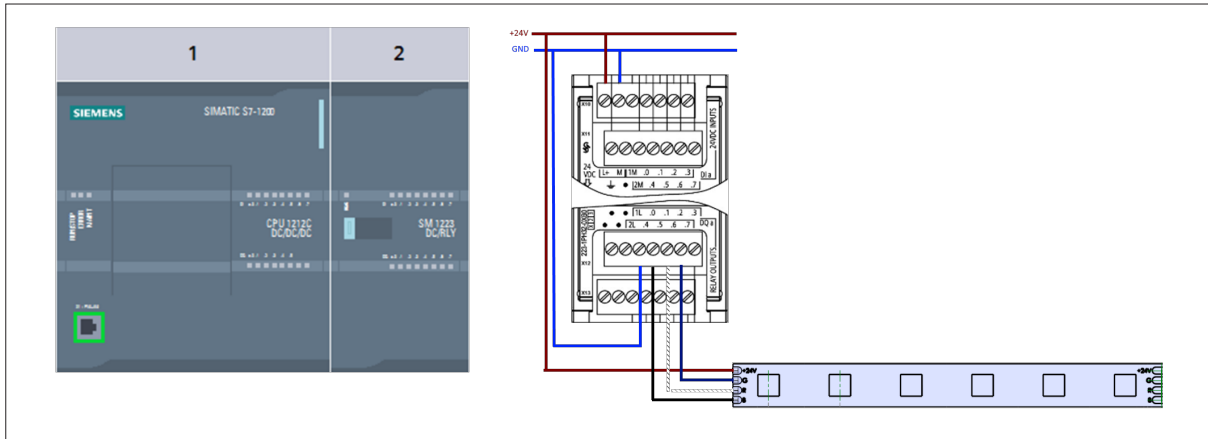 1
2
SIEMENS
SIMATIC S7-1200
CPU 1212C
DC/DC/DC
SM 1223
DC/RLY
+24V
GND
X10
X11
24VDC INPUTS
24
VDC
L+ M 1M .0 .1 .2 .3
DI a
2M .4 .5 .6 .7
1L .0 .1 .2 .3
DQ a
2L .4 .5 .6 .7
X12
X13
RELAY OUTPUTS
+24V
G
R
+24V
G
R